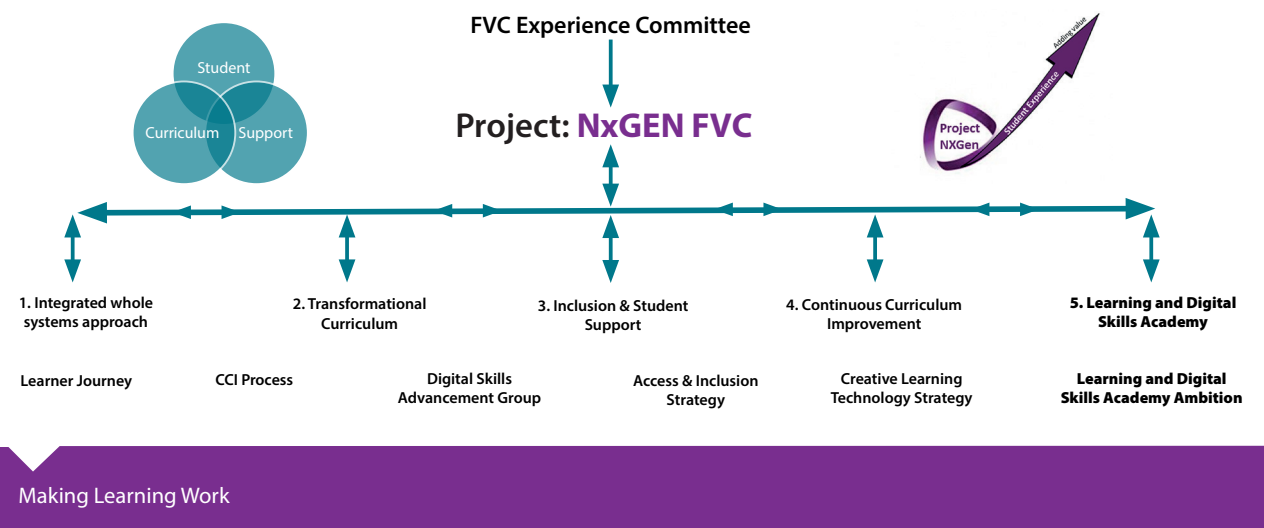 FVC Experience Committee
Student
Curriculum
Support
Project: NxGEN FVC
Adding value
Student Experience
Project
NXGen
1. Integrated whole
systems approach
2. Transformational
Curriculum
3. Inclusion & Student
Support
4. Continuous Curriculum
Improvement
5. Learning and Digital
Skills Academy
Learner Journey
CCI Process
Digital Skills
Advancement Group
Access & Inclusion
Strategy
Creative Learning
Technology Strategy
Learning and Digital
Skills Academy Ambition
Making Learning Work